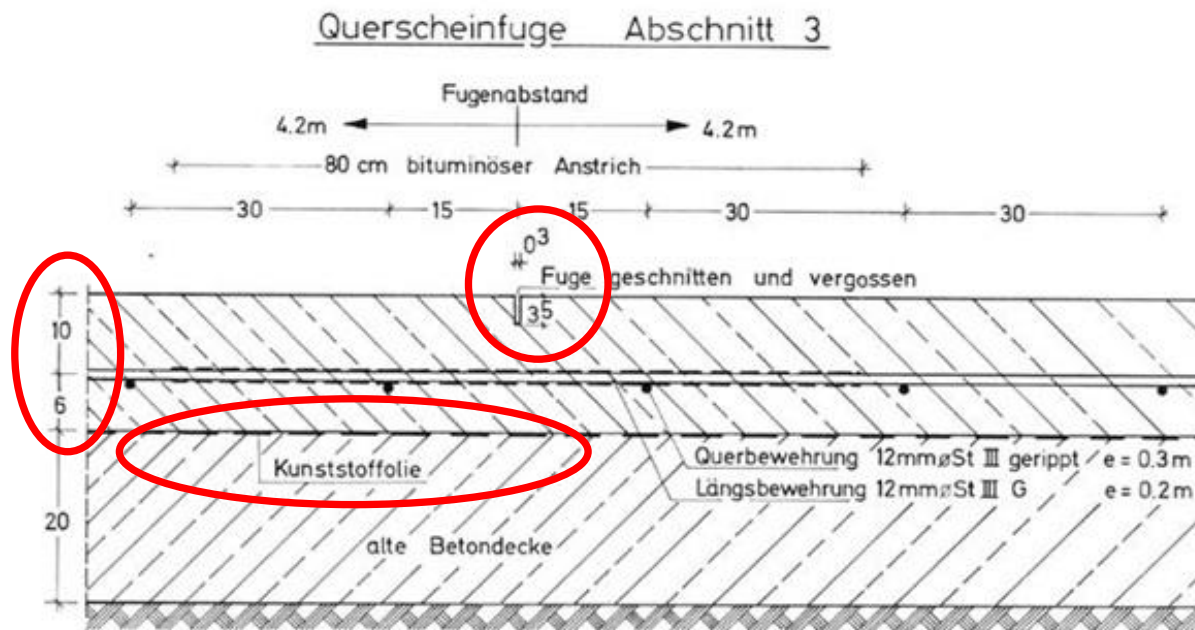 Querscheinfuge Abschnitt 3
Fugenabstand
4.2m 4.2m
80 cm bituminöser Anstrich
30 15 15 30 30
0³
Fuge geschnitten und vergossen
3⁵
10
6
Kunststoffolie
Querbewehrung 12mmøSt III gerippt e = 0.3m
Längsbewehrung 12mmøSt III G e = 0.2m
20
alte Betondecke